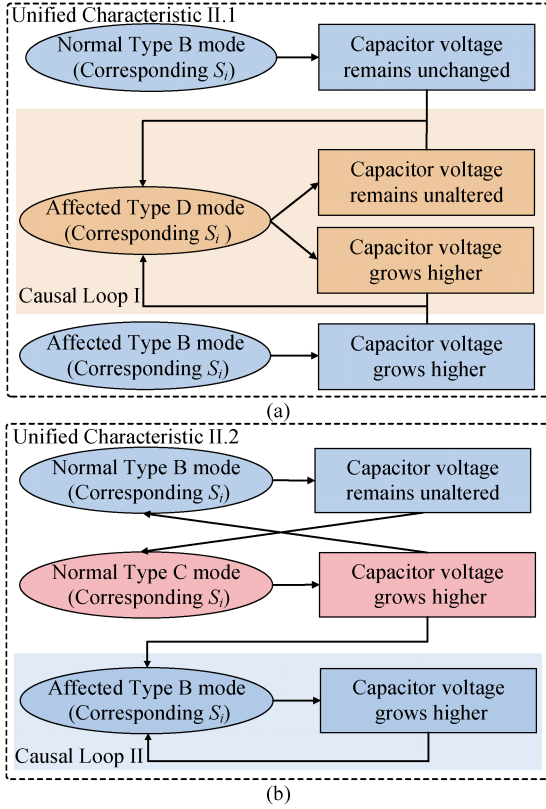 Unified Characteristic II.1
Normal Type B mode
(Corresponding Si)
Capacitor voltage
remains unchanged
Capacitor voltage
remains unaltered
Affected Type D mode
(Corresponding Si )
Capacitor voltage
grows higher
Causal Loop I
Affected Type B mode
(Corresponding Si)
Capacitor voltage
grows higher
(a)
Unified Characteristic II.2
Normal Type B mode
(Corresponding Si)
Capacitor voltage
remains unaltered
Normal Type C mode
(Corresponding Si)
Capacitor voltage
grows higher
Affected Type B mode
(Corresponding Si)
Capacitor voltage
grows higher
Causal Loop II
(b)